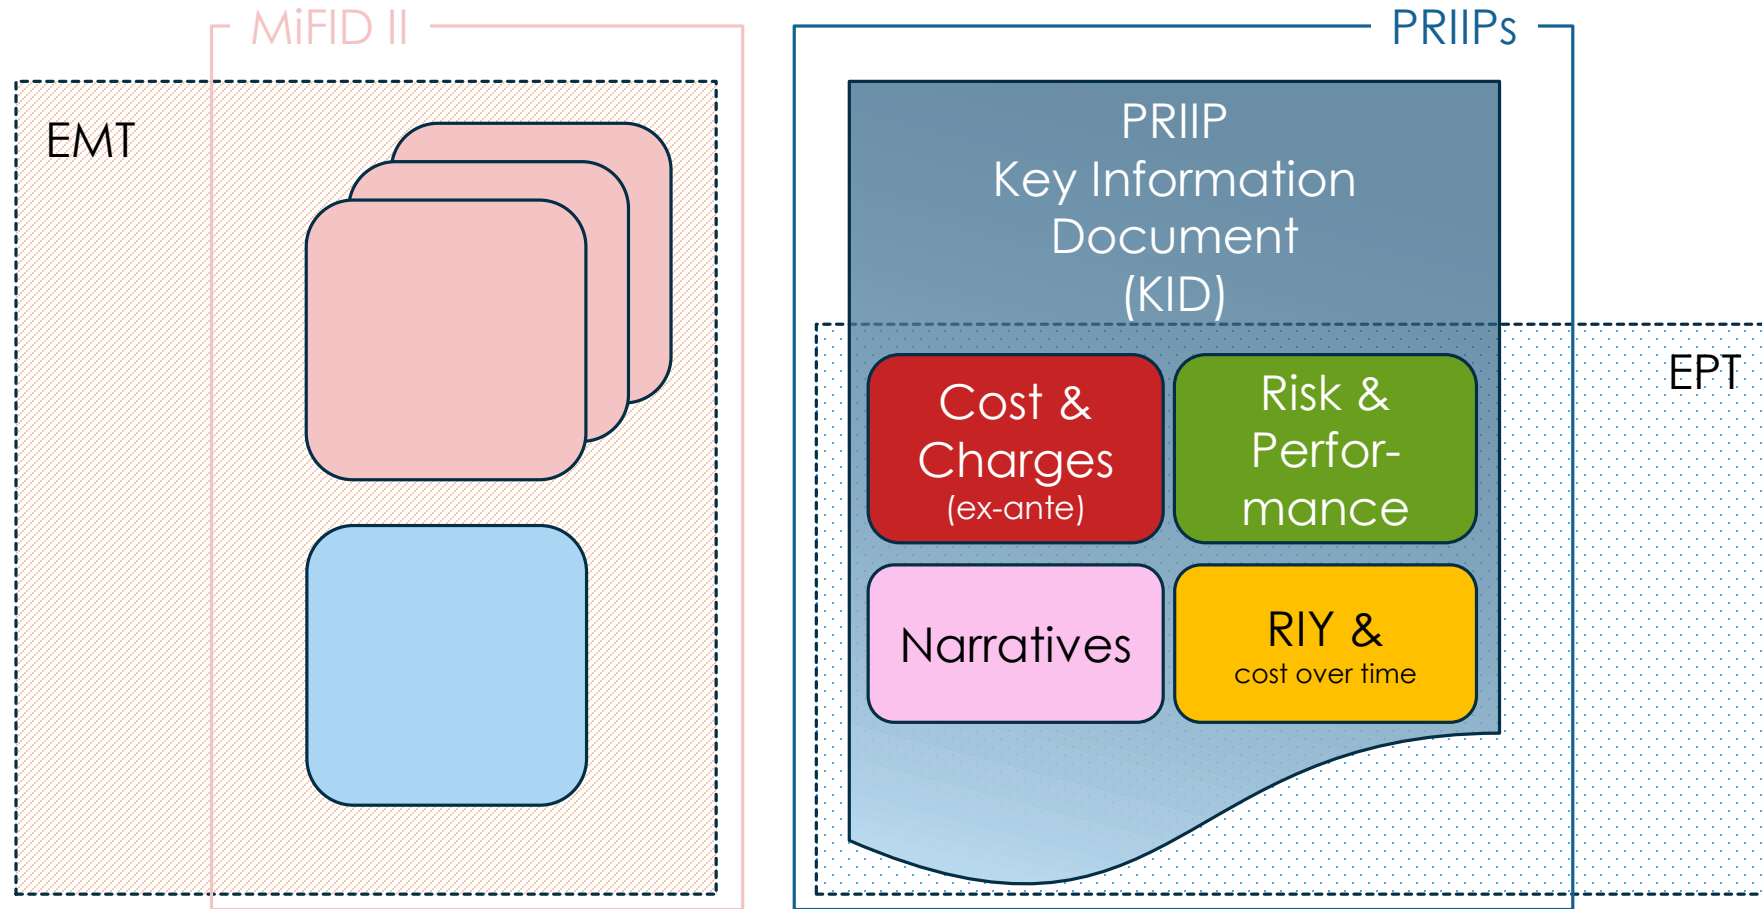 MiFID II
EMT
PRIIPs
PRIIP
Key Information
Document
(KID)
EPT
Cost &
Charges
(ex-ante)
Risk &
Perfor-
mance
Narratives
RIY &
cost over time